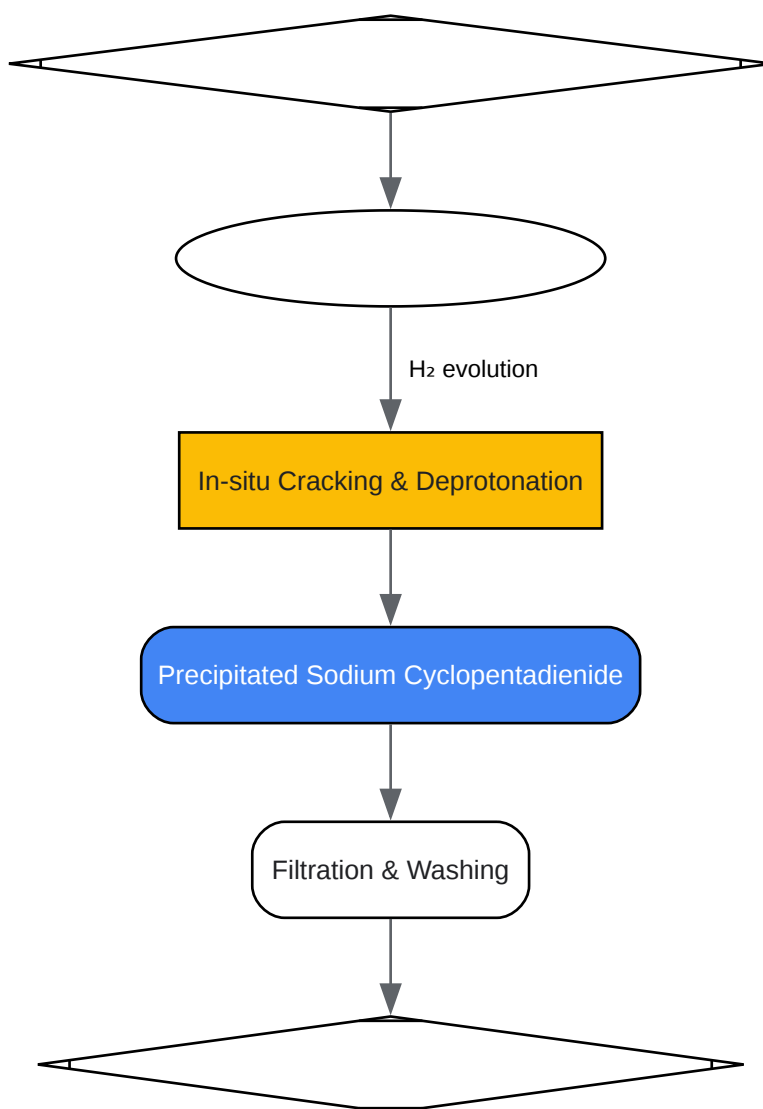 H₂ evolution
In-situ Cracking & Deprotonation
Precipitated Sodium Cyclopentadienide
Filtration & Washing